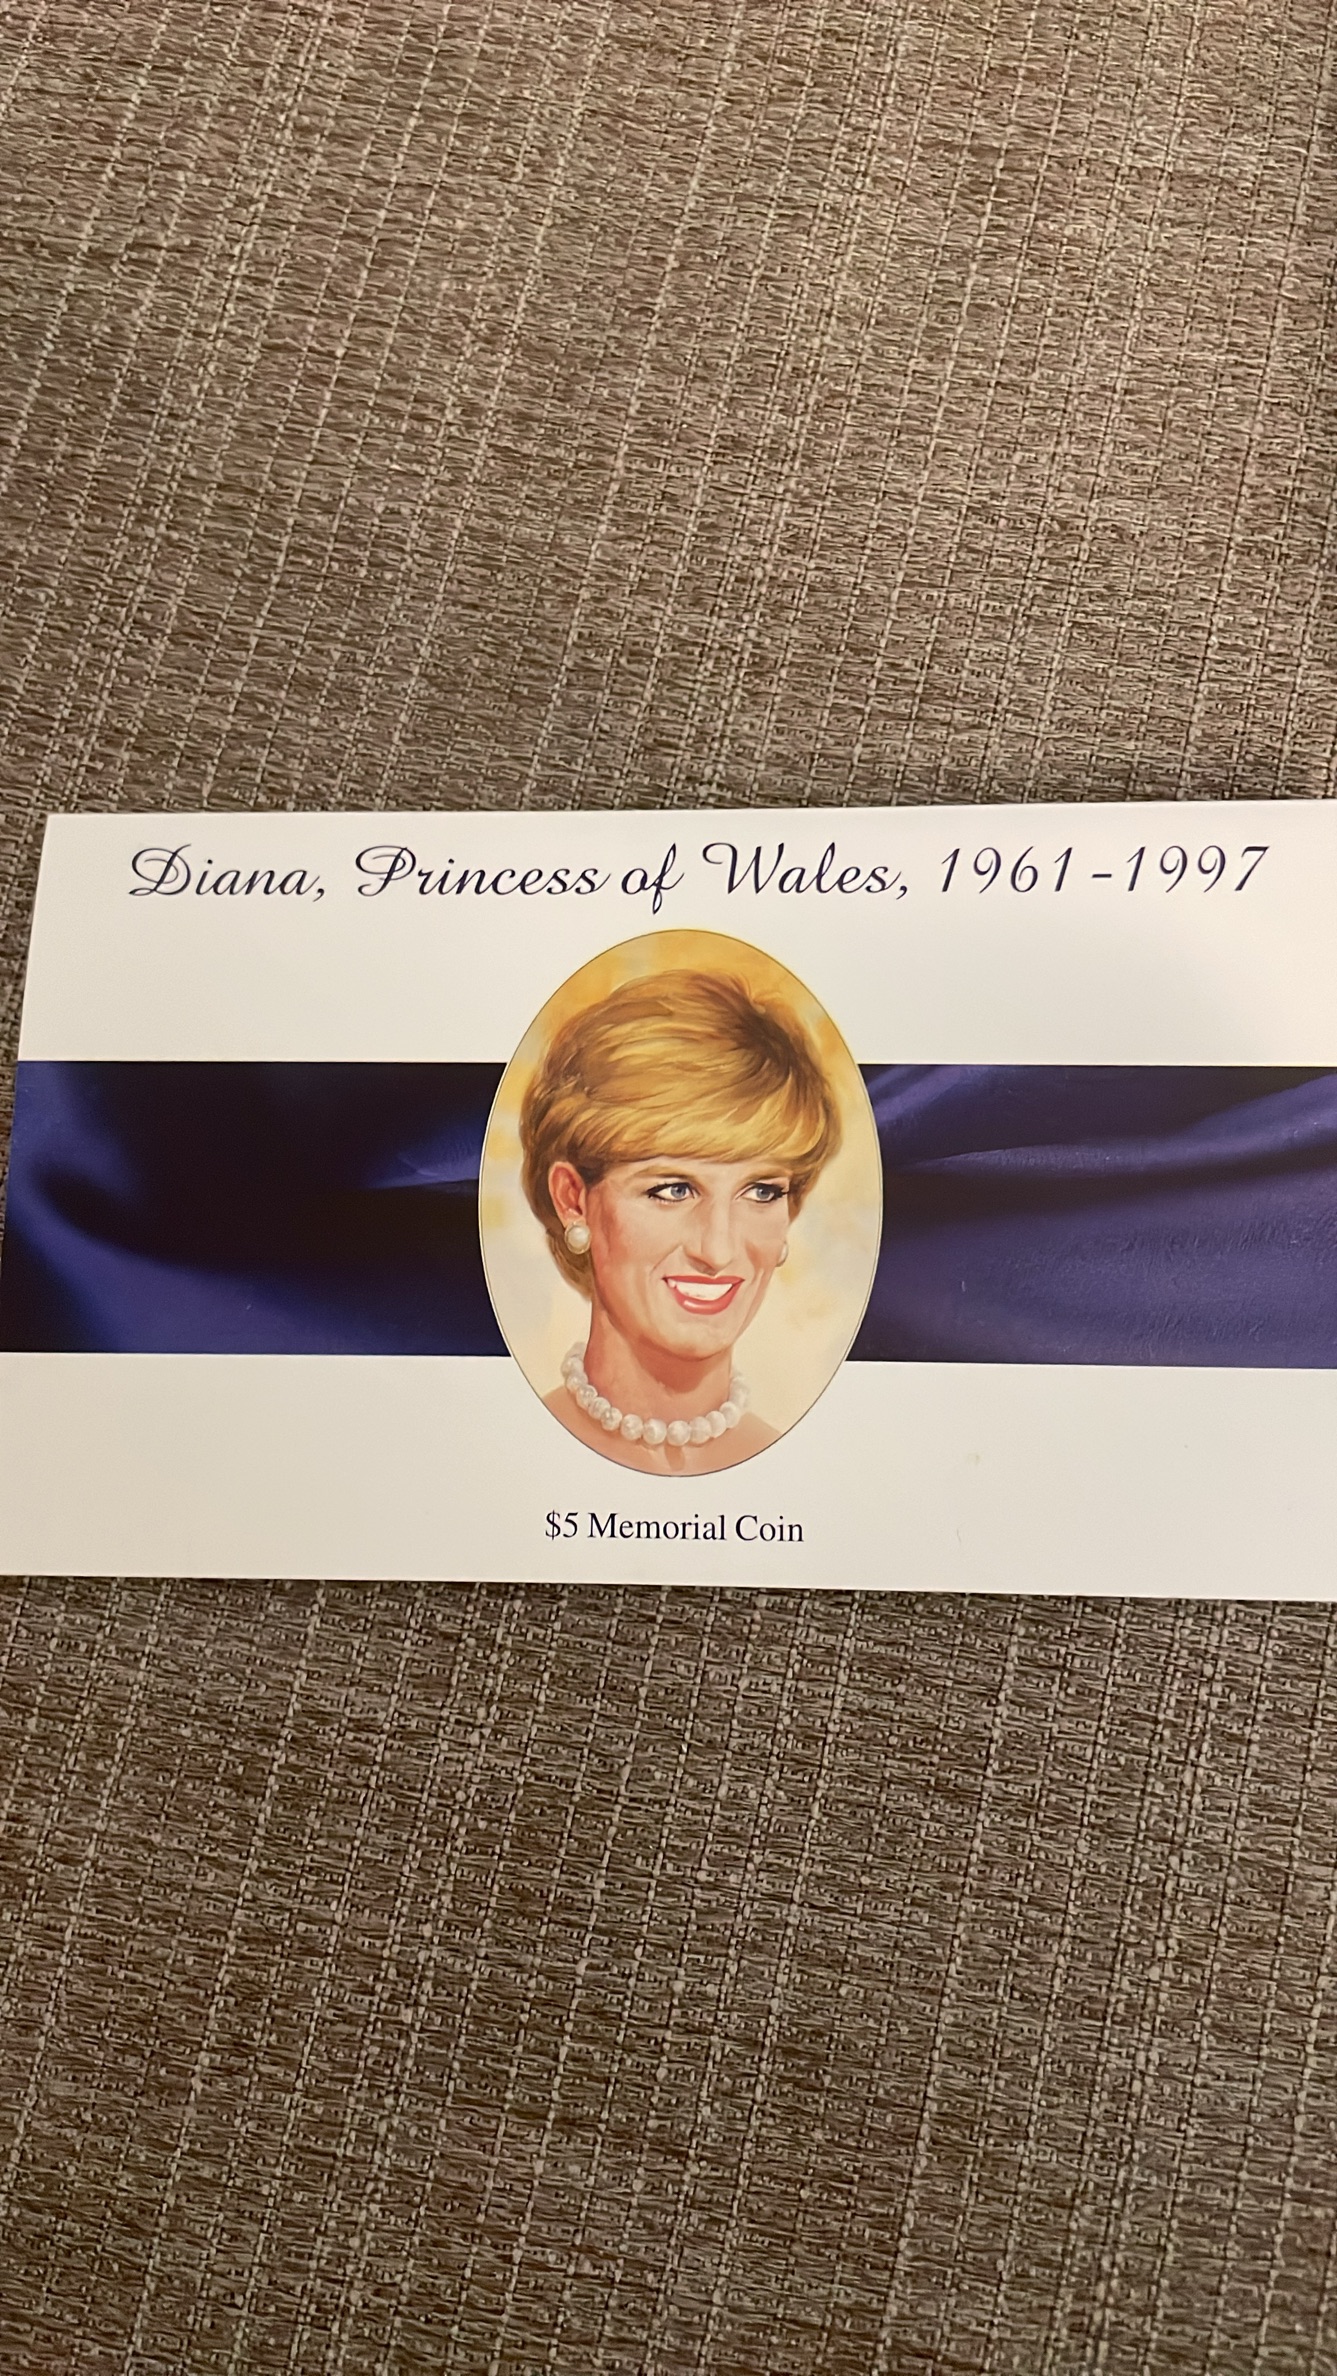 Diana, Princess of Wales, 1961-1997
$5 Memorial Coin